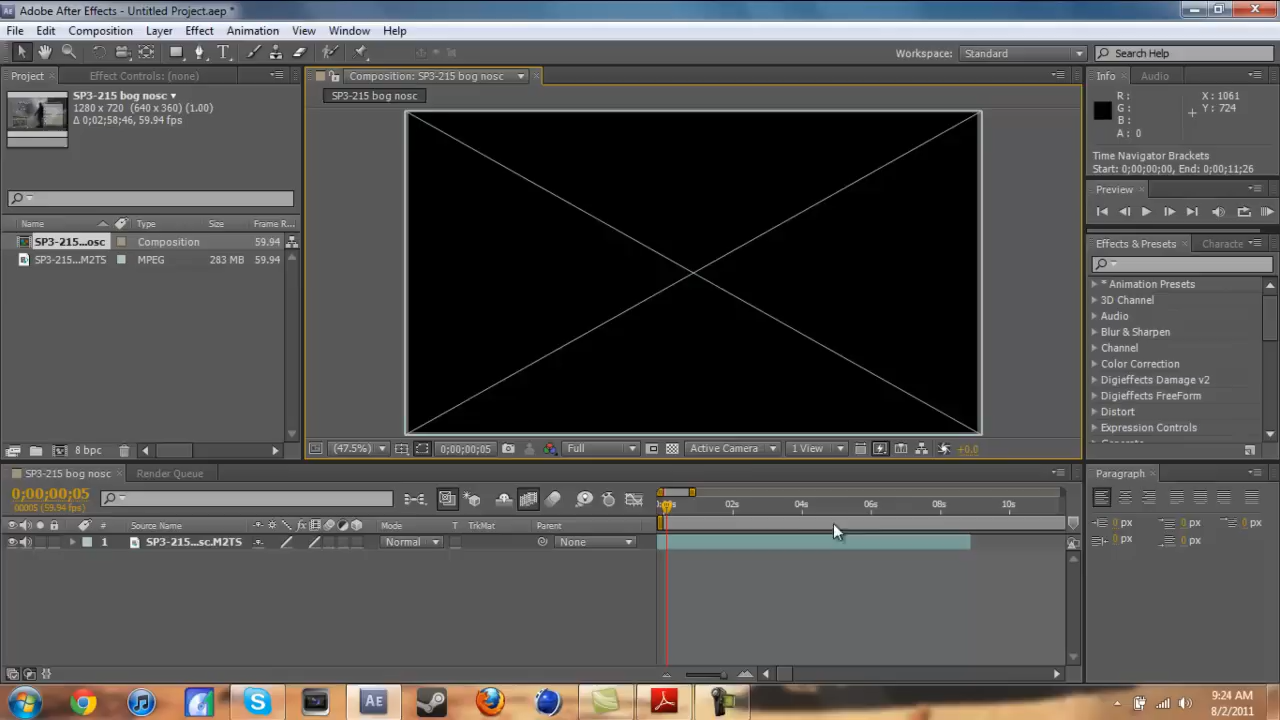 Adobe After Effects - Untitled Project.aep *
File Edit Composition Layer Effect Animation View Window Help
Workspace: Standard Search Help
Project Effect Controls: (none) Composition: SP3-215 bog nosc Info Audio
SP3-215 bog nosc
1280 x 720 (640 x 360) (1.00)
Δ 0;02;58;46, 59.94 fps
SP3-215 bog nosc
R :
G :
B :
A : 0
X : 1061
Y : 724
Time Navigator Brackets
Start: 0;00;00;00, End: 0;00;11;26
Preview
Name Type Size Frame R...
SP3-215...osc Composition 59.94
SP3-215...M2TS MPEG 283 MB 59.94
Effects & Presets Characte
* Animation Presets
3D Channel
Audio
Blur & Sharpen
Channel
Color Correction
Digieffects Damage v2
Digieffects FreeForm
Distort
Expression Controls
8 bpc
(47.5%) 0;00;00;05 Full Active Camera 1 View +0.0
SP3-215 bog nosc Render Queue
0;00;00;05
00005 (59.94 fps)
02s 04s 06s 08s 10s
# Source Name Mode T TrkMat Parent
1 SP3-215...sc.M2TS Normal None
Paragraph
0 px 0 px 0 px
0 px 0 px
9:24 AM
8/2/2011